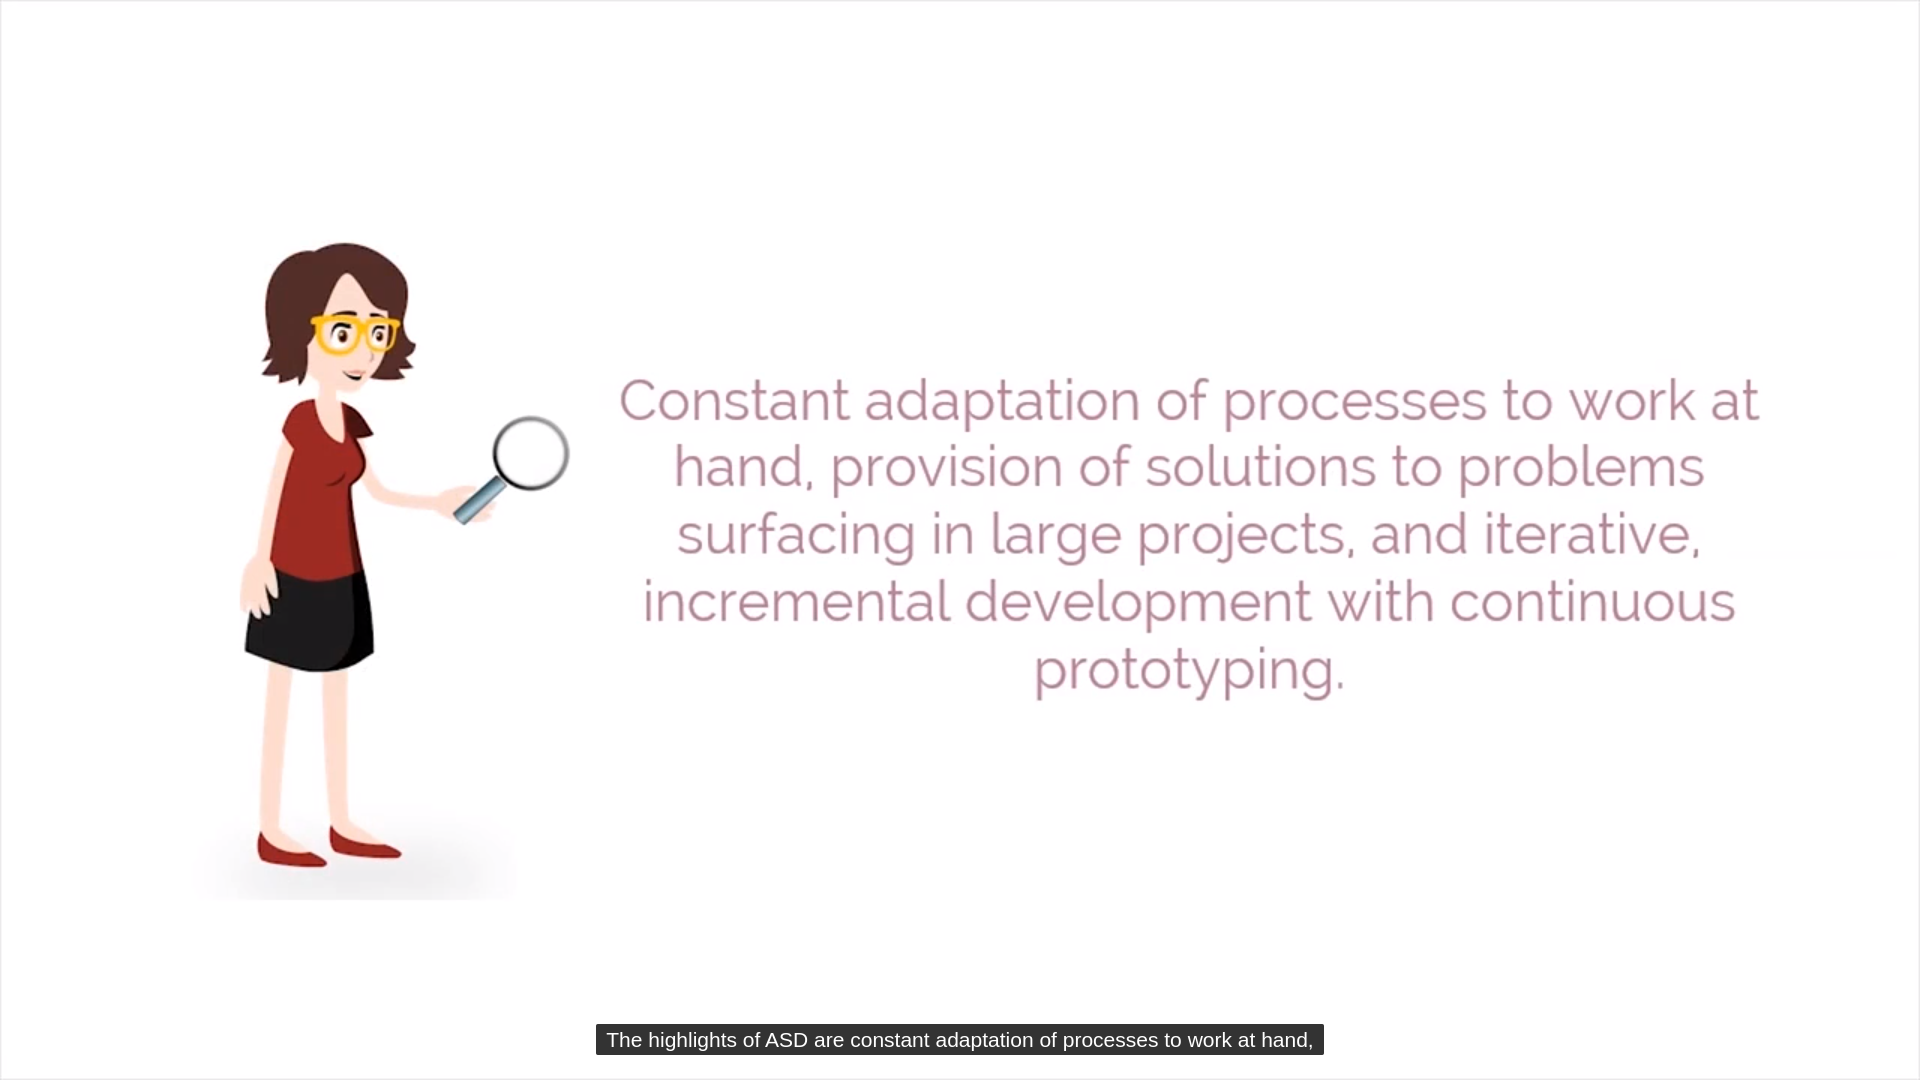 Constant adaptation of processes to work at
hand, provision of solutions to problems
surfacing in large projects, and iterative,
incremental development with continuous
prototyping.
The highlights of ASD are constant adaptation of processes to work at hand,